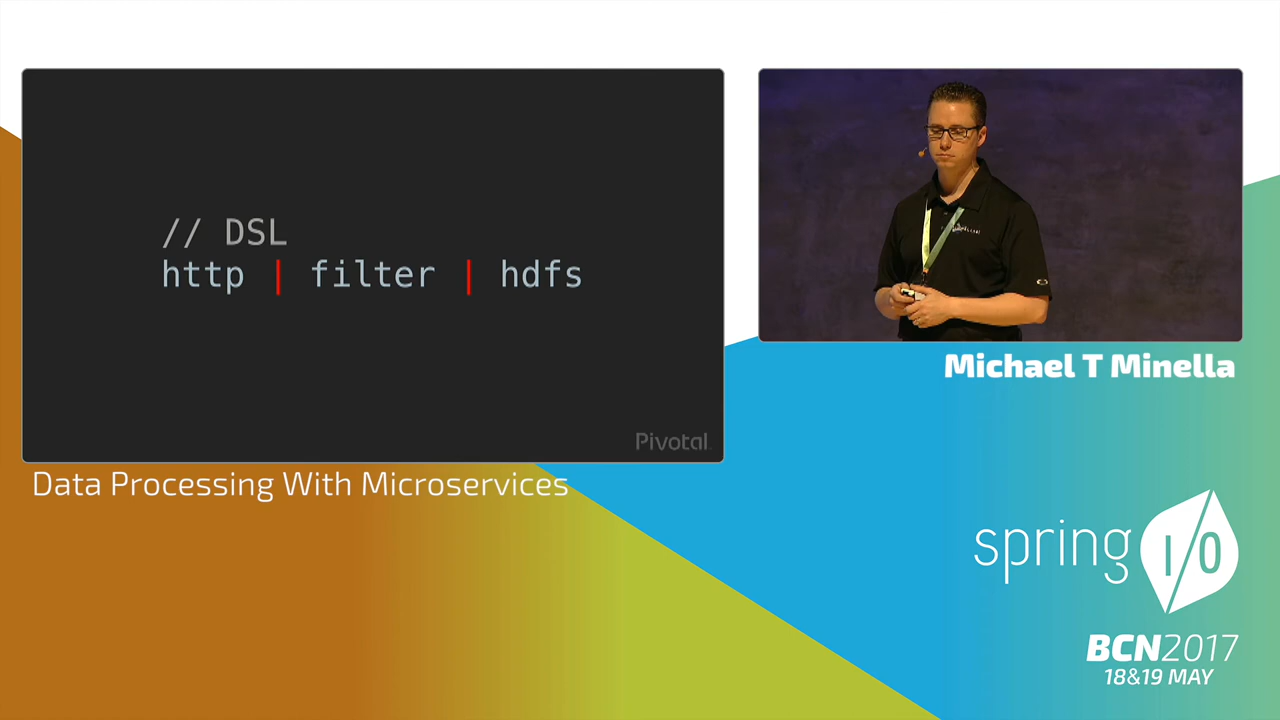 // DSL
http | filter | hdfs
Pivotal
Data Processing With Microservices
Michael T Minella
spring I/O
BCN2017
18&19 MAY